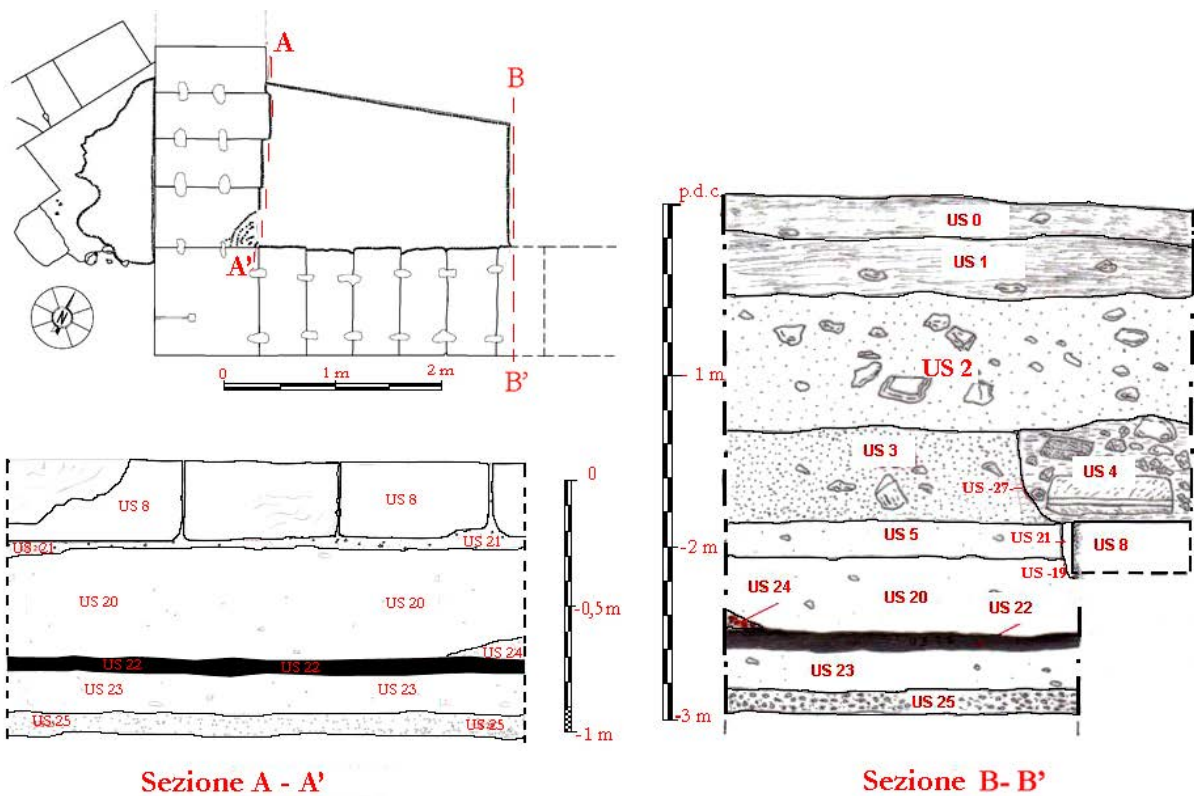 A
B
A'
B'
N
0 1 m 2 m
US 8 US 8
US 21 US 21
US 20 US 20
US 24
US 22 US 22
US 23 US 23
US 25 US 25
0
-0,5m
-1 m
Sezione A - A'
p.d.c.
- 1 m
-2 m
-3 m
US 0
US 1
US 2
US 3
US 4
US -27
US 5
US 21
US 8
US -19
US 24
US 20
US 22
US 23
US 25
Sezione B- B'